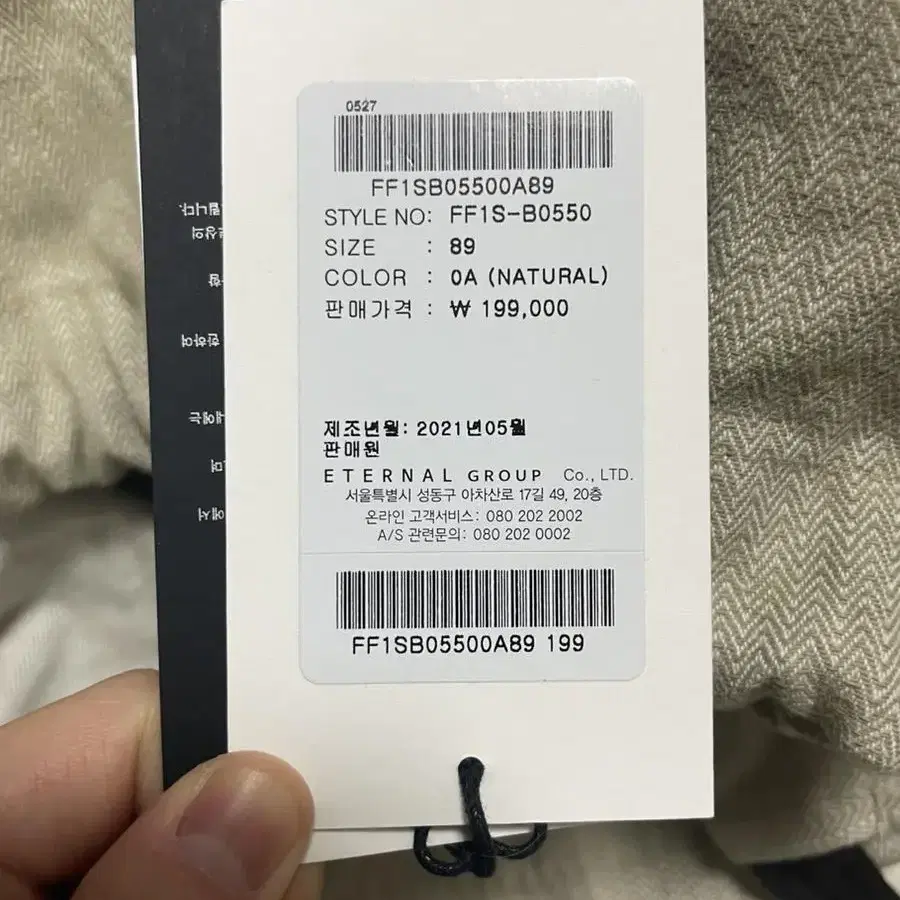 0527
FF1SB05500A89
STYLE NO: FF1S-B0550
SIZE : 89
COLOR : 0A (NATURAL)
판매가격 : ₩ 199,000
제조년월: 2021년05월
판매원
ETERNAL GROUP Co., LTD.
서울특별시 성동구 아차산로 17길 49, 20층
온라인 고객서비스: 080 202 2002
A/S 관련문의: 080 202 0002
FF1SB05500A89 199